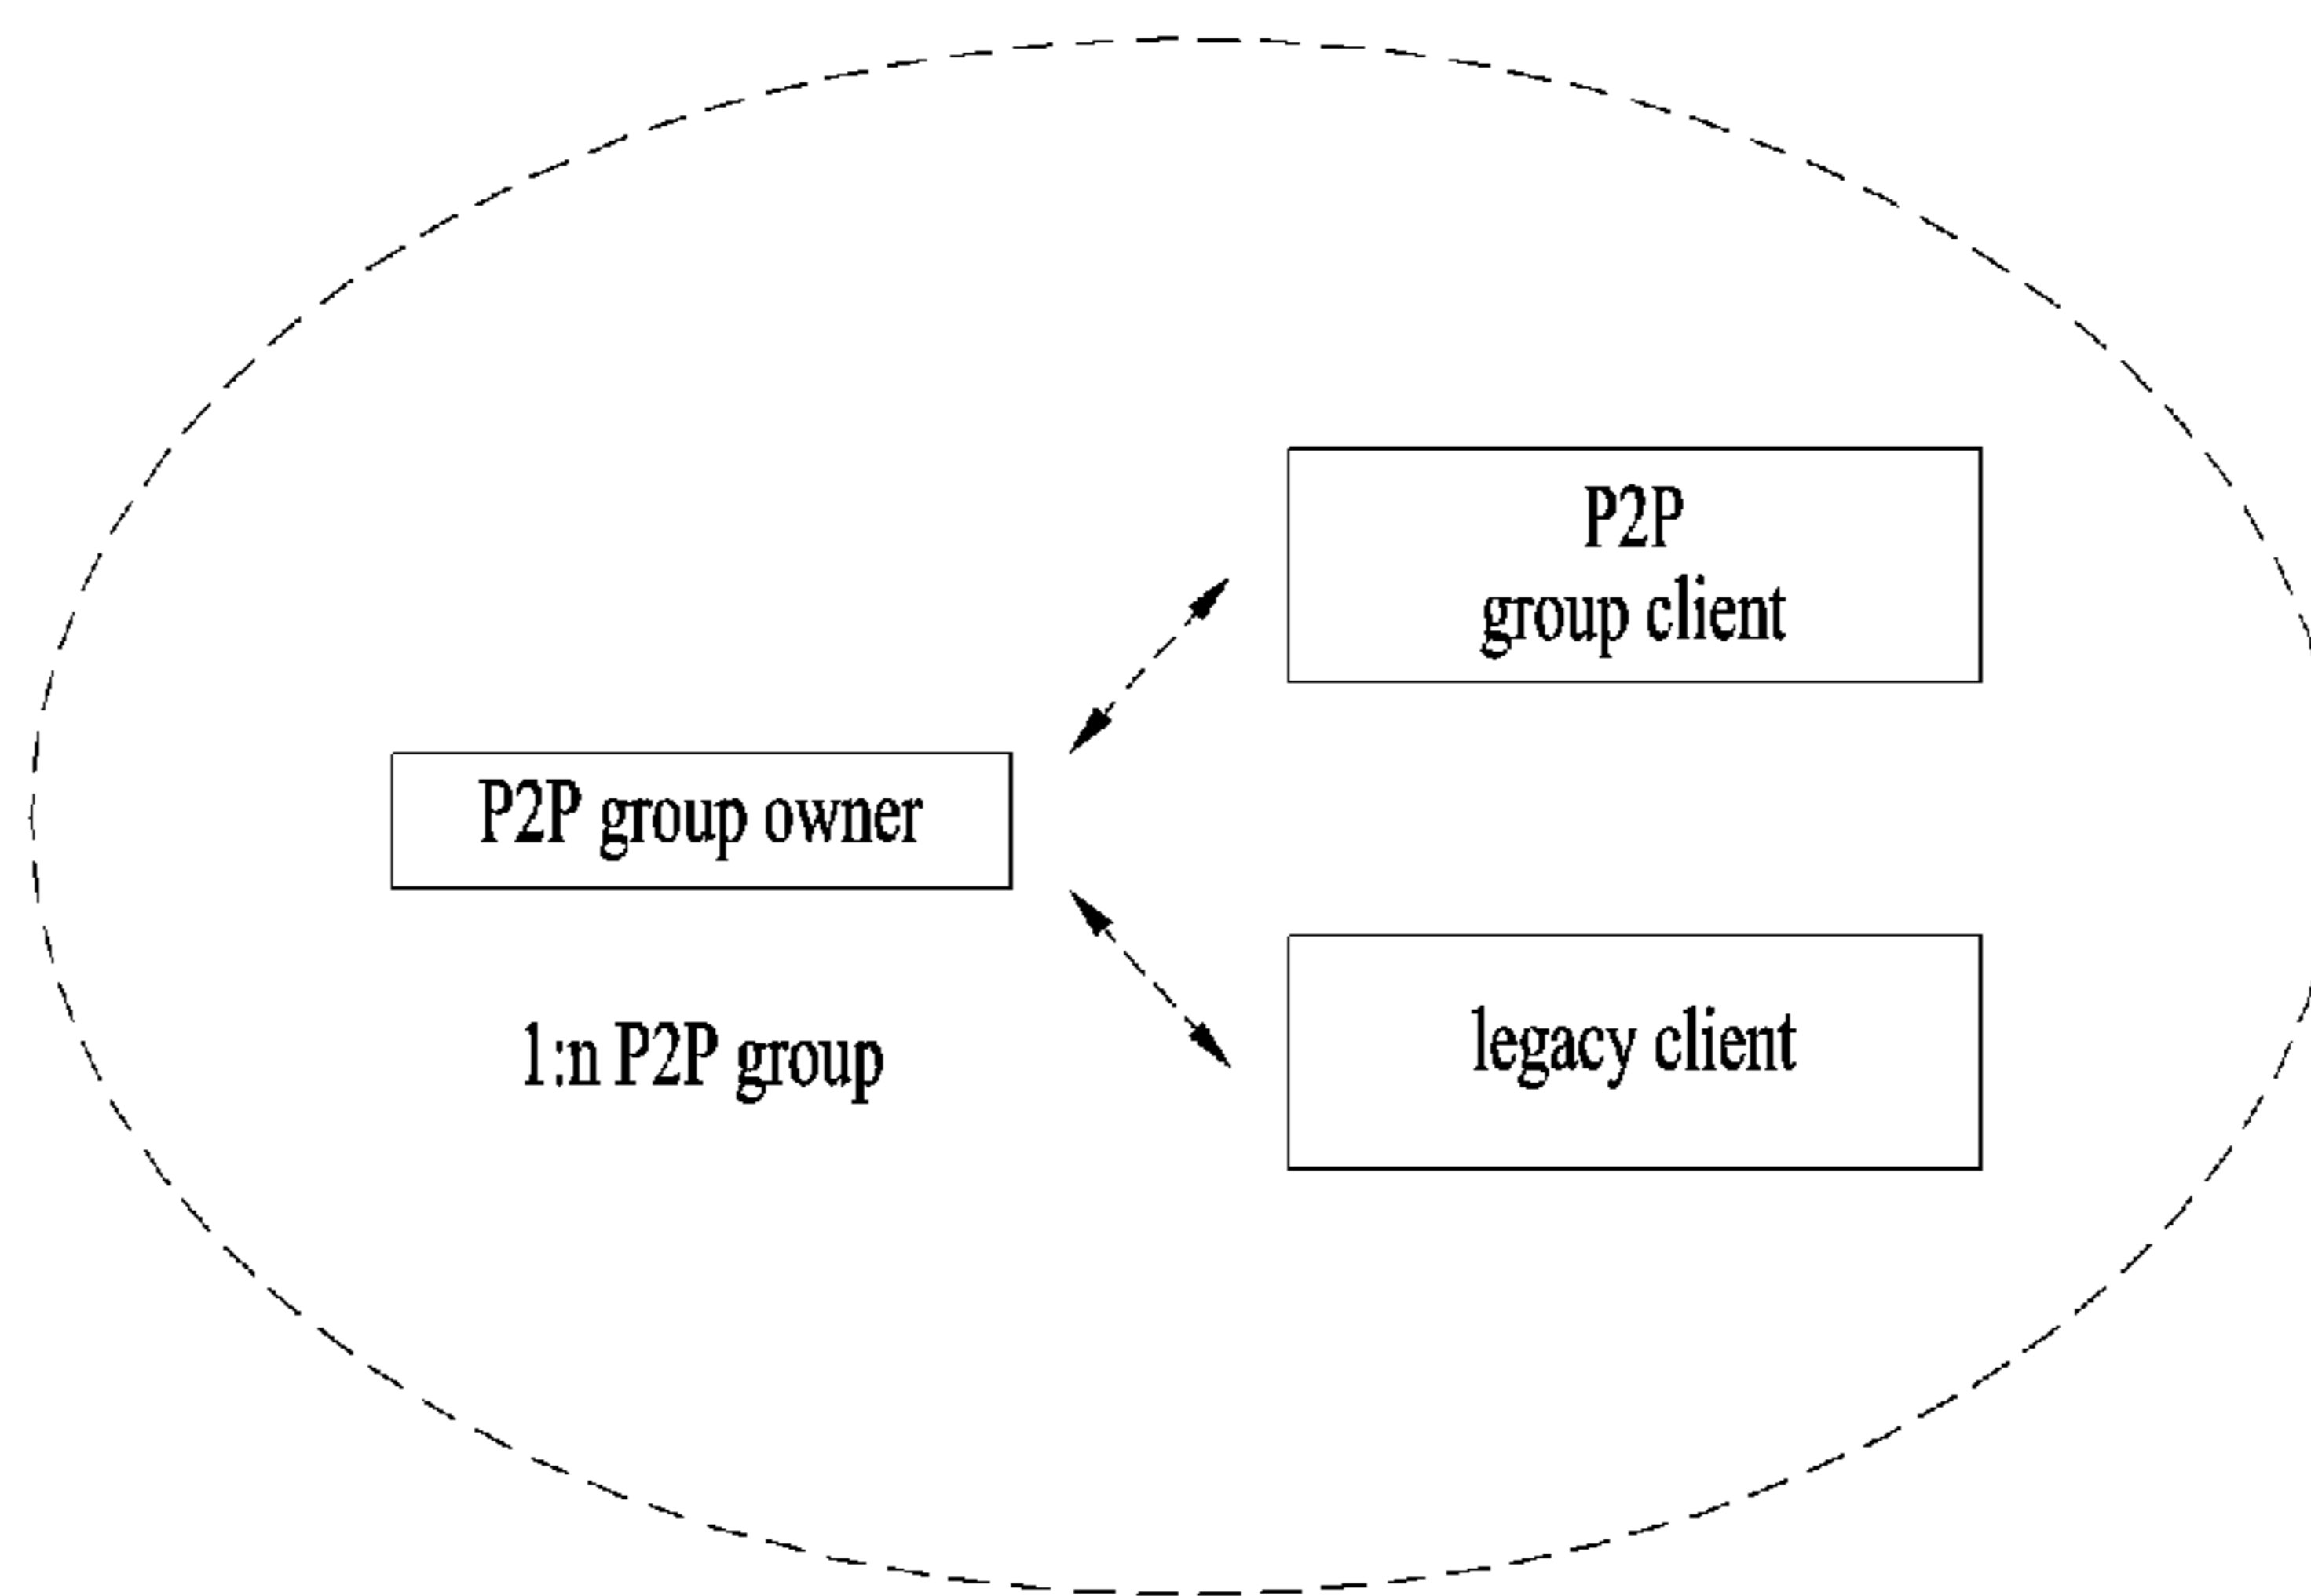 P2P
group client
P2P group owner
1:n P2P group
legacy client